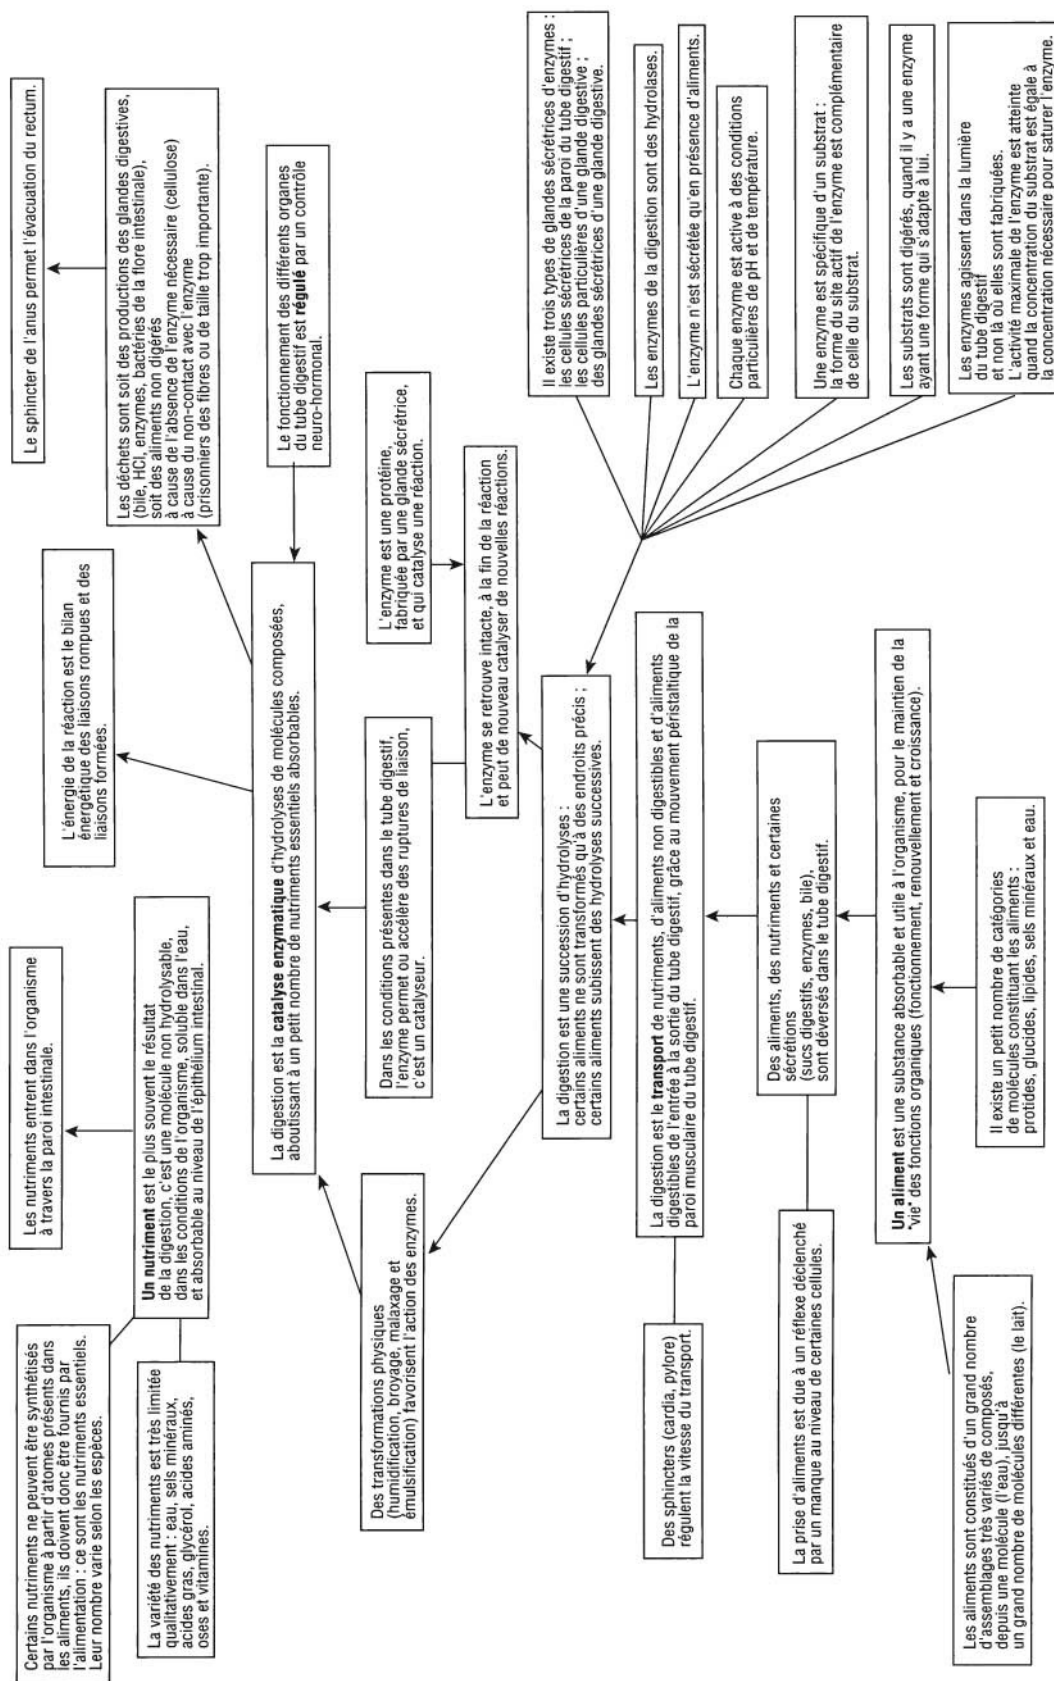 Certains nutriments ne peuvent être synthétisés
par l'organisme à partir d'atomes présents dans
les aliments, ils doivent donc être fournis par
l'alimentation : ce sont les nutriments essentiels.
Leur nombre varie selon les espèces.
Les nutriments entrent dans l'organisme
à travers la paroi intestinale.
Le sphincter de l'anus permet l'évacuation du rectum.
La variété des nutriments est très limitée
qualitativement : eau, sels minéraux,
acides gras, glycérol, acides aminés,
oses et vitamines.
Un nutriment est le plus souvent le résultat
de la digestion, c'est une molécule non hydrolysable,
dans les conditions de l'organisme, soluble dans l'eau,
et absorbable au niveau de l'épithélium intestinal.
L'énergie de la réaction est le bilan
énergétique des liaisons rompues et des
liaisons formées.
Les déchets sont soit des productions des glandes digestives,
(bile, HCl, enzymes, bactéries de la flore intestinale),
soit des aliments non digérés
à cause de l'absence de l'enzyme nécessaire (cellulose)
à cause du non-contact avec l'enzyme
(prisonniers des fibres ou de taille trop importante).
La digestion est la catalyse enzymatique d'hydrolyses de molécules composées,
aboutissant à un petit nombre de nutriments essentiels absorbables.
Le fonctionnement des différents organes
du tube digestif est régulé par un contrôle
neuro-hormonal.
Des transformations physiques
(humidification, broyage, malaxage et
émulsification) favorisent l'action des enzymes.
Dans les conditions présentes dans le tube digestif,
l'enzyme permet ou accélère des ruptures de liaison,
c'est un catalyseur.
L'enzyme est une protéine,
fabriquée par une glande sécrétrice,
et qui catalyse une réaction.
L'enzyme se retrouve intacte, à la fin de la réaction
et peut de nouveau catalyser de nouvelles réactions.
La digestion est une succession d'hydrolyses :
certains aliments ne sont transformés qu'à des endroits précis ;
certains aliments subissent des hydrolyses successives.
Il existe trois types de glandes sécrétrices d'enzymes :
les cellules sécrétrices de la paroi du tube digestif ;
les cellules particulières d'une glande digestive ;
des glandes sécrétrices d'une glande digestive.
Les enzymes de la digestion sont des hydrolases.
L'enzyme n'est sécrétée qu'en présence d'aliments.
Chaque enzyme est active à des conditions
particulières de pH et de température.
Des sphincters (cardia, pylore)
régulent la vitesse du transport.
La digestion est le transport de nutriments, d'aliments non digestibles et d'aliments
digestibles de l'entrée à la sortie du tube digestif, grâce au mouvement péristaltique de la
paroi musculaire du tube digestif.
Une enzyme est spécifique d'un substrat :
la forme du site actif de l'enzyme est complémentaire
de celle du substrat.
La prise d'aliments est due à un réflexe déclenché
par un manque au niveau de certaines cellules.
Des aliments, des nutriments et certaines
sécrétions
(sucs digestifs, enzymes, bile),
sont déversés dans le tube digestif.
Les substrats sont digérés, quand il y a une enzyme
ayant une forme qui s'adapte à lui.
Un aliment est une substance absorbable et utile à l'organisme, pour le maintien de la
"vie" des fonctions organiques (fonctionnement, renouvellement et croissance).
Les enzymes agissent dans la lumière
du tube digestif
et non là où elles sont fabriquées.
L'activité maximale de l'enzyme est atteinte
quand la concentration du substrat est égale à
la concentration nécessaire pour saturer l'enzyme.
Les aliments sont constitués d'un grand nombre
d'assemblages très variés de composés,
depuis une molécule (l'eau), jusqu'à
un grand nombre de molécules différentes (le lait).
Il existe un petit nombre de catégories
de molécules constituant les aliments :
protides, glucides, lipides, sels minéraux et eau.